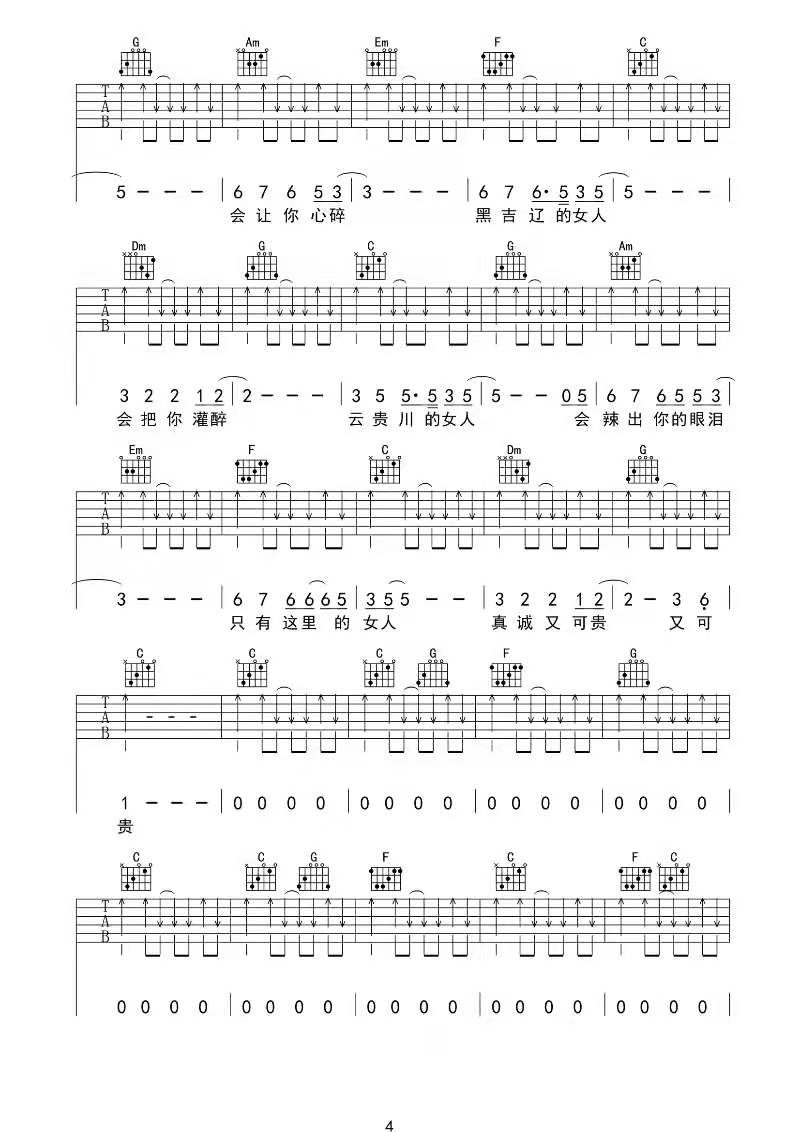 G Am Em F C
T
A
B
5 - - - | 6 7 6 5 3 | 3 - - - | 6 7 6· 5 3 5 | 5 - - - |
会 让 你 心 碎 黑 吉 辽 的 女 人
Dm G C G Am
T
A
B
3 2 2 1 2 | 2 - - - | 3 5 5· 5 3 5 | 5 - - 0 5 | 6 7 6 5 5 3 |
会 把 你 灌 醉 云 贵 川 的 女 人 会 辣 出 你 的 眼 泪
Em F C Dm G
T
A
B
3 - - - | 6 7 6 6 6 5 | 3 5 5 - - - | 3 2 2 1 2 | 2 - 3 6̣ |
只 有 这 里 的 女 人 真 诚 又 可 贵 又 可
C C C G F G
T
A - - -
B
1 - - - | 0 0 0 0 | 0 0 0 0 | 0 0 0 0 | 0 0 0 0 |
贵
C C G F C F C
T
A
B
0 0 0 0 | 0 0 0 0 | 0 0 0 0 | 0 0 0 0 | 0 0 0 0 |
4